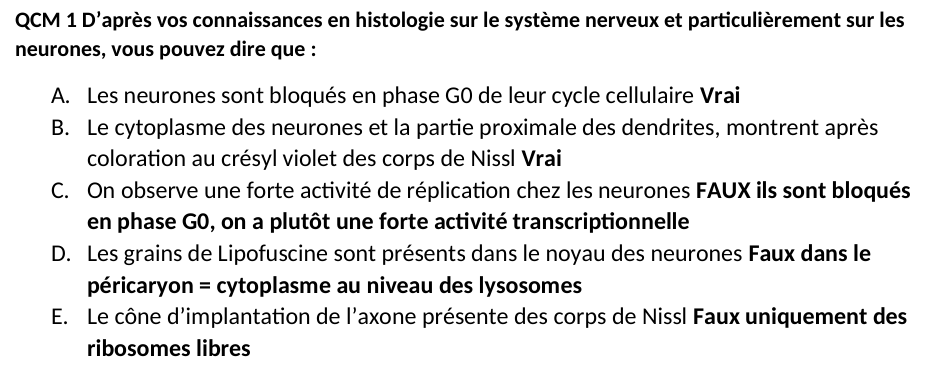 QCM 1 D’après vos connaissances en histologie sur le système nerveux et particulièrement sur les
neurones, vous pouvez dire que :
A. Les neurones sont bloqués en phase G0 de leur cycle cellulaire Vrai
B. Le cytoplasme des neurones et la partie proximale des dendrites, montrent après
coloration au crésyl violet des corps de Nissl Vrai
C. On observe une forte activité de réplication chez les neurones FAUX ils sont bloqués
en phase G0, on a plutôt une forte activité transcriptionnelle
D. Les grains de Lipofuscine sont présents dans le noyau des neurones Faux dans le
péricaryon = cytoplasme au niveau des lysosomes
E. Le cône d’implantation de l’axone présente des corps de Nissl Faux uniquement des
ribosomes libres